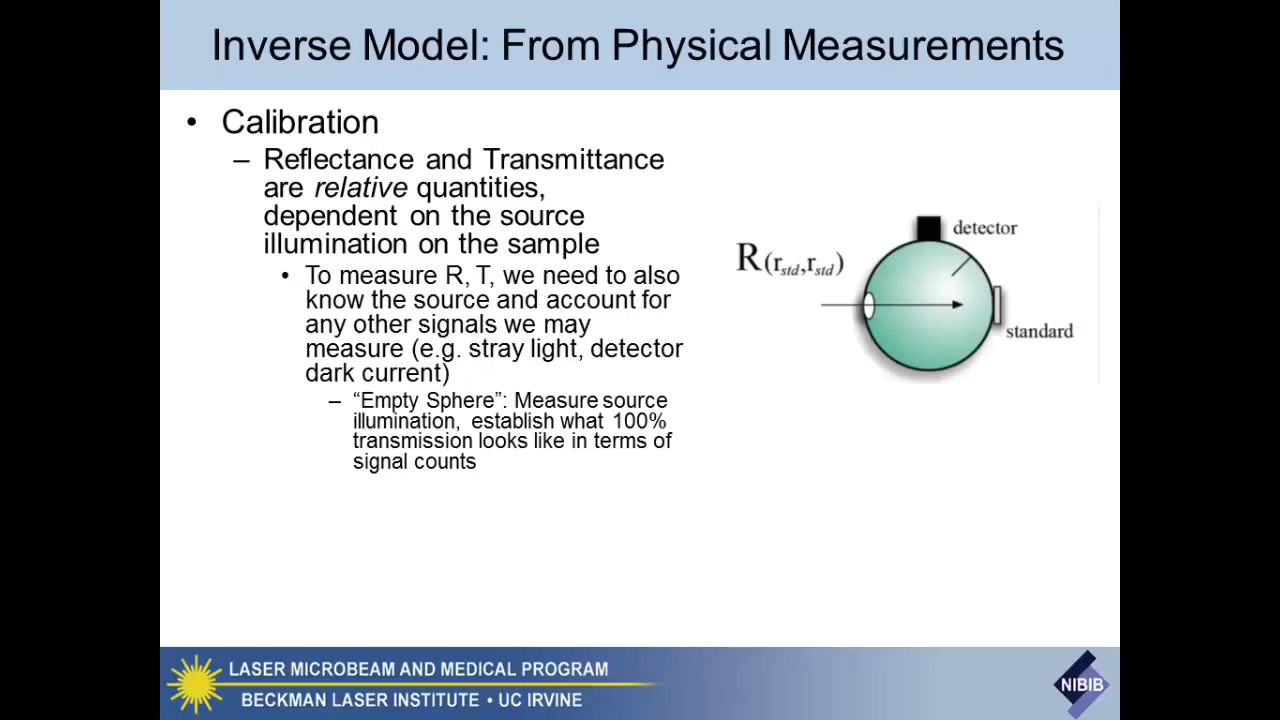 Inverse Model: From Physical Measurements
• Calibration
– Reflectance and Transmittance
are relative quantities,
dependent on the source
illumination on the sample
• To measure R, T, we need to also
know the source and account for
any other signals we may
measure (e.g. stray light, detector
dark current)
– “Empty Sphere”: Measure source
illumination, establish what 100%
transmission looks like in terms of
signal counts
detector
R(rstd,rstd)
standard
LASER MICROBEAM AND MEDICAL PROGRAM
BECKMAN LASER INSTITUTE • UC IRVINE
NIBIB